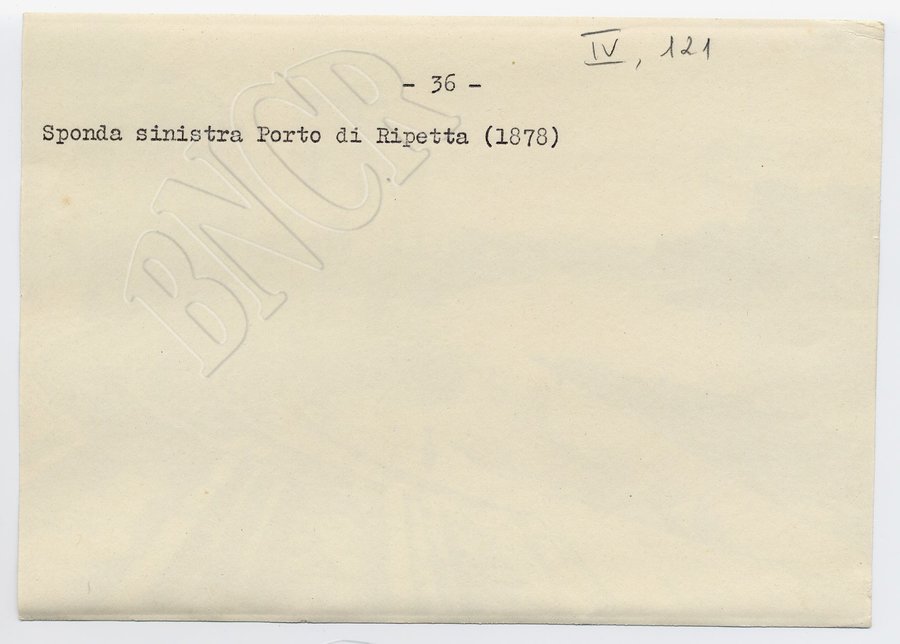 IV, 121
- 36 -
Sponda sinistra Porto di Ripetta (1878)
BNCR